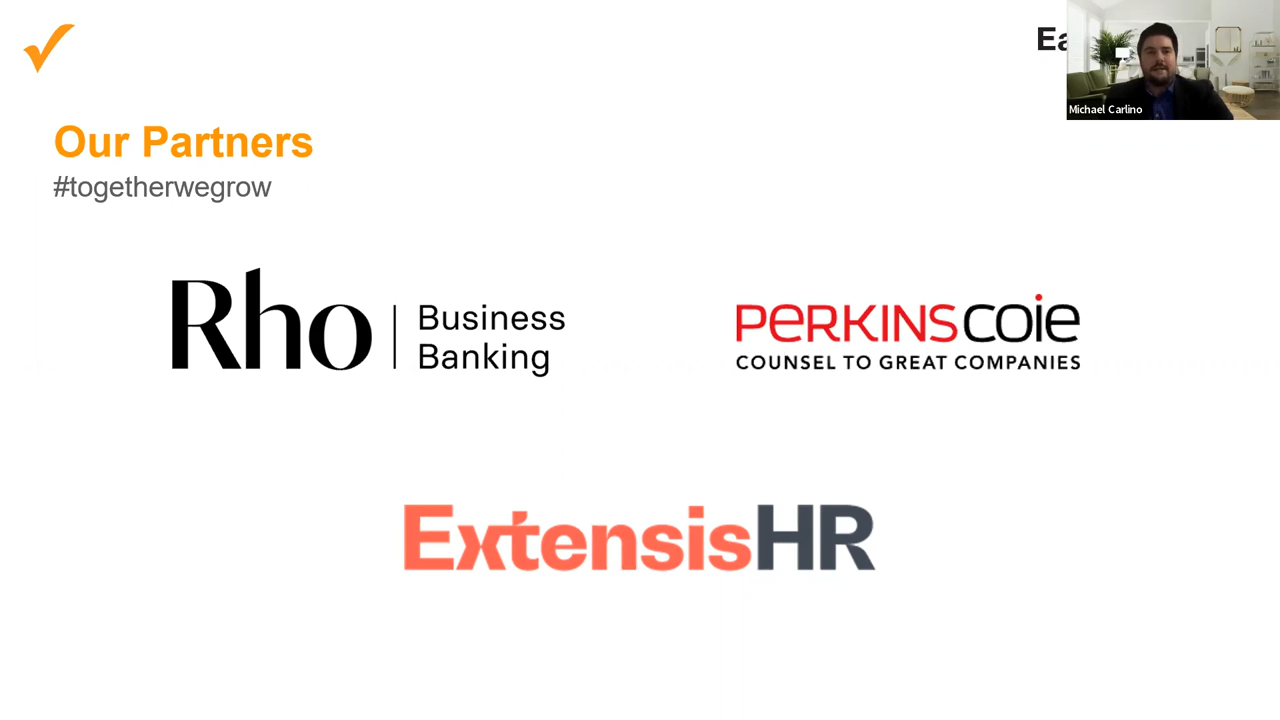 Michael Carlino
Our Partners
#togetherwegrow
Rho
Business
Banking
PERKINS COIE
COUNSEL TO GREAT COMPANIES
ExtensisHR